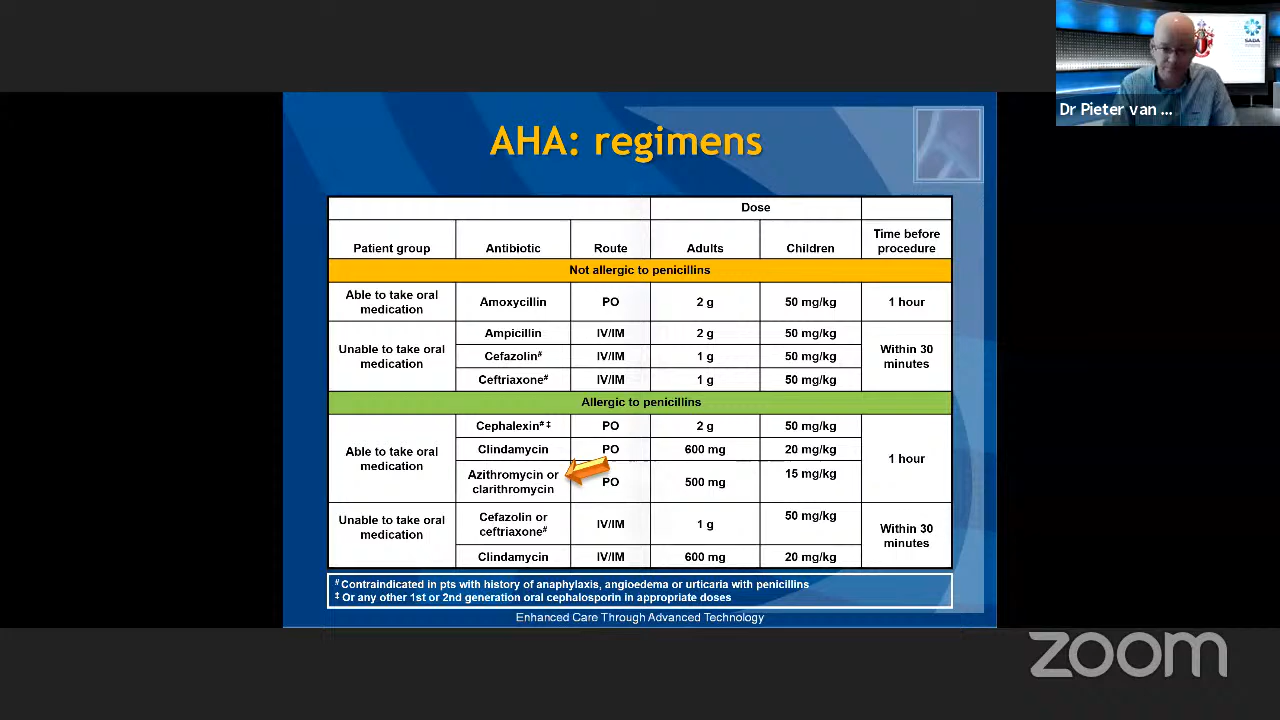 SADA
Dr Pieter van ...
AHA: regimens
Dose
Patient group
Antibiotic
Route
Adults
Children
Time before
procedure
Not allergic to penicillins
Able to take oral
medication
Amoxycillin
PO
2 g
50 mg/kg
1 hour
Unable to take oral
medication
Ampicillin
IV/IM
2 g
50 mg/kg
Cefazolin#
IV/IM
1 g
50 mg/kg
Ceftriaxone#
IV/IM
1 g
50 mg/kg
Within 30
minutes
Allergic to penicillins
Able to take oral
medication
Cephalexin#‡
PO
2 g
50 mg/kg
Clindamycin
PO
600 mg
20 mg/kg
Azithromycin or
clarithromycin
PO
500 mg
15 mg/kg
1 hour
Unable to take oral
medication
Cefazolin or
ceftriaxone#
IV/IM
1 g
50 mg/kg
Clindamycin
IV/IM
600 mg
20 mg/kg
Within 30
minutes
# Contraindicated in pts with history of anaphylaxis, angioedema or urticaria with penicillins
‡ Or any other 1st or 2nd generation oral cephalosporin in appropriate doses
Enhanced Care Through Advanced Technology
zoom